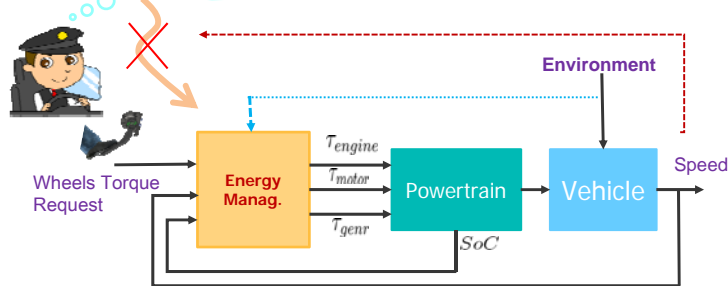 Environment
Wheels Torque
Request
Energy
Manag.
τengine
τmotor
τgenr
Powertrain
SoC
Vehicle
Speed